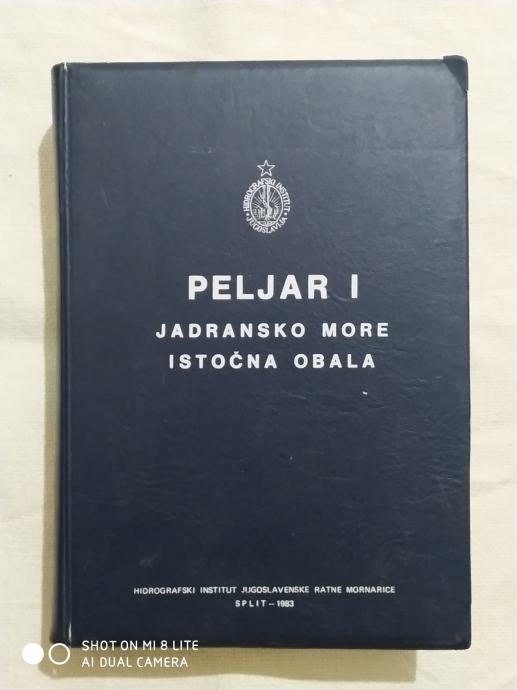 HIDROGRAFSKI INSTITUT
JUGOSLAVIJA
PELJAR I
JADRANSKO MORE
ISTOČNA OBALA
HIDROGRAFSKI INSTITUT JUGOSLAVENSKE RATNE MORNARICE
SPLIT – 1983
SHOT ON MI 8 LITE
AI DUAL CAMERA